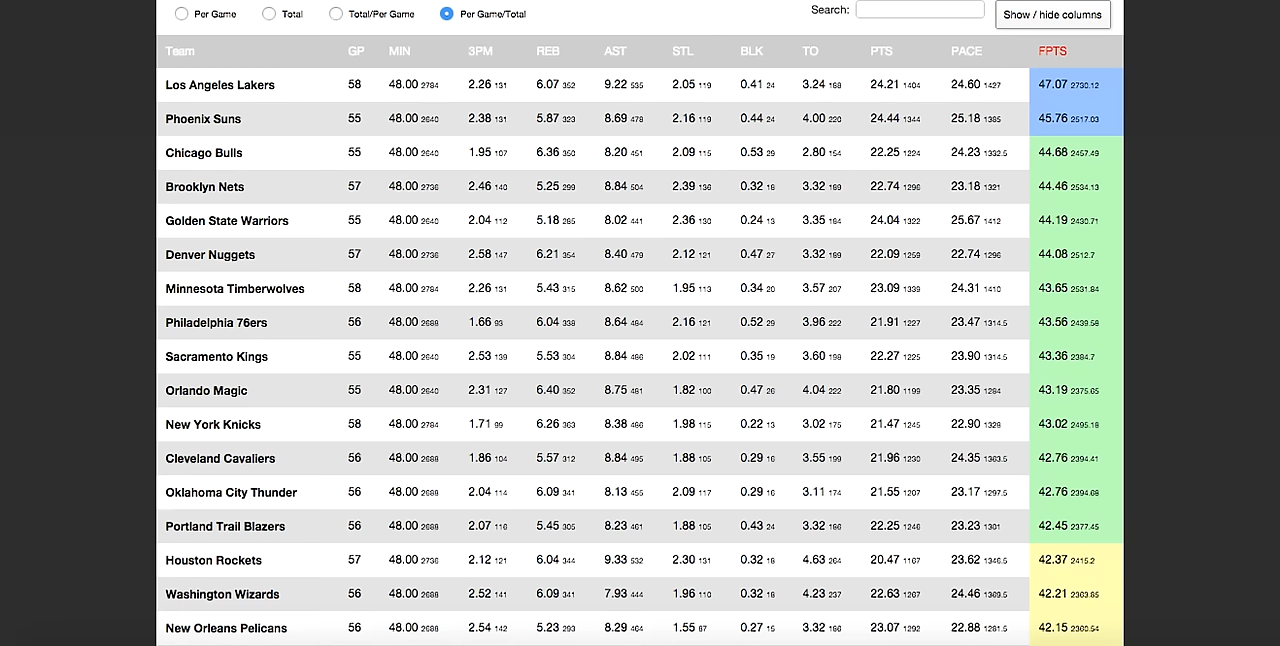 Per Game Total Total/Per Game Per Game/Total Search: Show / hide columns
Team GP MIN 3PM REB AST STL BLK TO PTS PACE FPTS
Los Angeles Lakers 58 48.00 2784 2.26 131 6.07 352 9.22 535 2.05 119 0.41 24 3.24 188 24.21 1404 24.60 1427 47.07 2730.12
Phoenix Suns 55 48.00 2640 2.38 131 5.87 323 8.69 478 2.16 119 0.44 24 4.00 220 24.44 1344 25.18 1385 45.76 2517.03
Chicago Bulls 55 48.00 2640 1.95 107 6.36 350 8.20 451 2.09 115 0.53 29 2.80 154 22.25 1224 24.23 1332.5 44.68 2457.49
Brooklyn Nets 57 48.00 2736 2.46 140 5.25 299 8.84 504 2.39 136 0.32 18 3.32 189 22.74 1296 23.18 1321 44.46 2534.13
Golden State Warriors 55 48.00 2640 2.04 112 5.18 285 8.02 441 2.36 130 0.24 13 3.35 184 24.04 1322 25.67 1412 44.19 2430.71
Denver Nuggets 57 48.00 2736 2.58 147 6.21 354 8.40 479 2.12 121 0.47 27 3.32 189 22.09 1259 22.74 1296 44.08 2512.7
Minnesota Timberwolves 58 48.00 2784 2.26 131 5.43 315 8.62 500 1.95 113 0.34 20 3.57 207 23.09 1339 24.31 1410 43.65 2531.84
Philadelphia 76ers 56 48.00 2688 1.66 93 6.04 338 8.64 484 2.16 121 0.52 29 3.96 222 21.91 1227 23.47 1314.5 43.56 2439.58
Sacramento Kings 55 48.00 2640 2.53 139 5.53 304 8.84 486 2.02 111 0.35 19 3.60 198 22.27 1225 23.90 1314.5 43.36 2384.7
Orlando Magic 55 48.00 2640 2.31 127 6.40 352 8.75 481 1.82 100 0.47 26 4.04 222 21.80 1199 23.35 1284 43.19 2375.65
New York Knicks 58 48.00 2784 1.71 99 6.26 363 8.38 486 1.98 115 0.22 13 3.02 175 21.47 1245 22.90 1328 43.02 2495.18
Cleveland Cavaliers 56 48.00 2688 1.86 104 5.57 312 8.84 495 1.88 105 0.29 16 3.55 199 21.96 1230 24.35 1363.5 42.76 2394.41
Oklahoma City Thunder 56 48.00 2688 2.04 114 6.09 341 8.13 455 2.09 117 0.29 16 3.11 174 21.55 1207 23.17 1297.5 42.76 2394.68
Portland Trail Blazers 56 48.00 2688 2.07 116 5.45 305 8.23 461 1.88 105 0.43 24 3.32 186 22.25 1246 23.23 1301 42.45 2377.45
Houston Rockets 57 48.00 2736 2.12 121 6.04 344 9.33 532 2.30 131 0.32 18 4.63 264 20.47 1167 23.62 1346.5 42.37 2415.2
Washington Wizards 56 48.00 2688 2.52 141 6.09 341 7.93 444 1.96 110 0.32 18 4.23 237 22.63 1267 24.46 1369.5 42.21 2363.85
New Orleans Pelicans 56 48.00 2688 2.54 142 5.23 293 8.29 464 1.55 87 0.27 15 3.32 186 23.07 1292 22.88 1281.5 42.15 2360.54